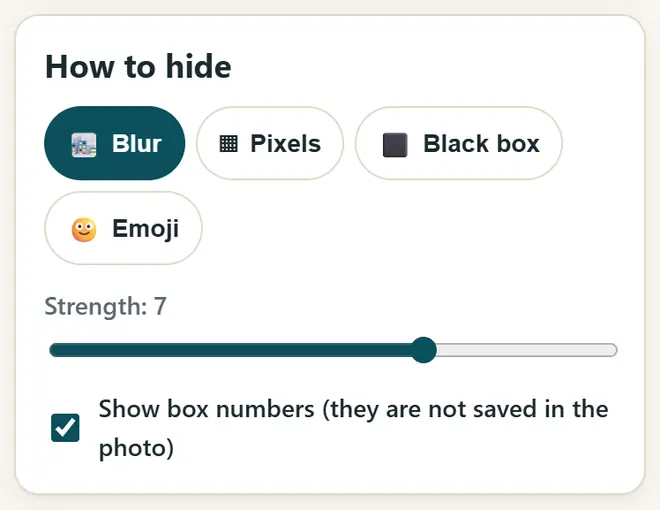 How to hide
Blur
Pixels
Black box
Emoji
Strength: 7
Show box numbers (they are not saved in the
photo)